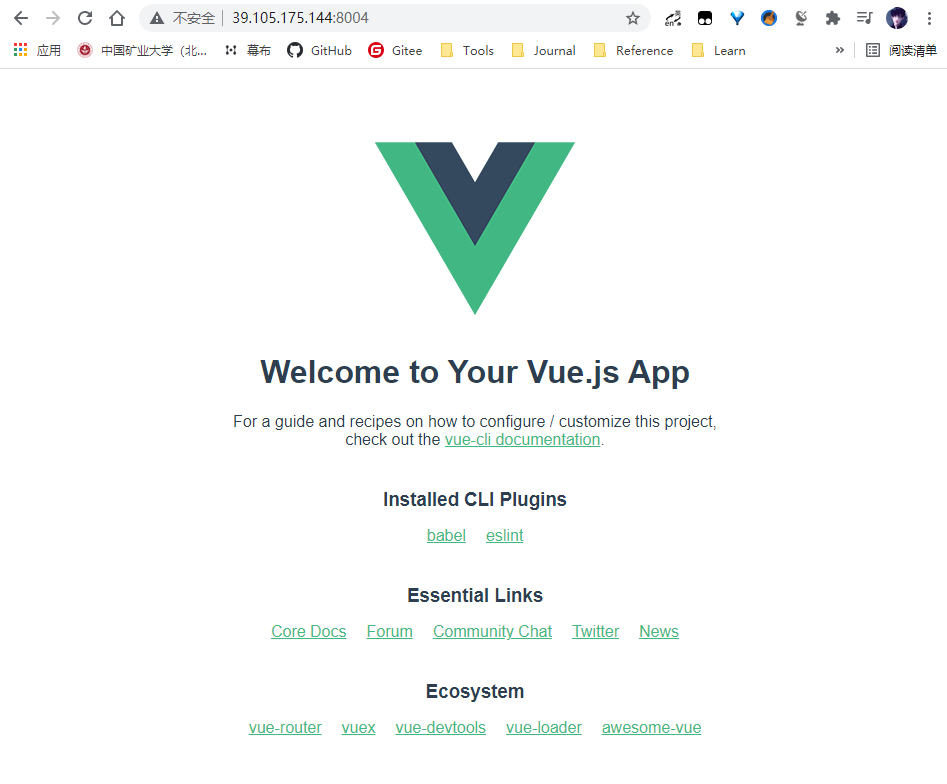 不安全 39.105.175.144:8004
应用 中国矿业大学（北... 幕布 GitHub Gitee Tools Journal Reference Learn » 阅读清单
Welcome to Your Vue.js App
For a guide and recipes on how to configure / customize this project,
check out the vue-cli documentation.
Installed CLI Plugins
babel eslint
Essential Links
Core Docs Forum Community Chat Twitter News
Ecosystem
vue-router vuex vue-devtools vue-loader awesome-vue